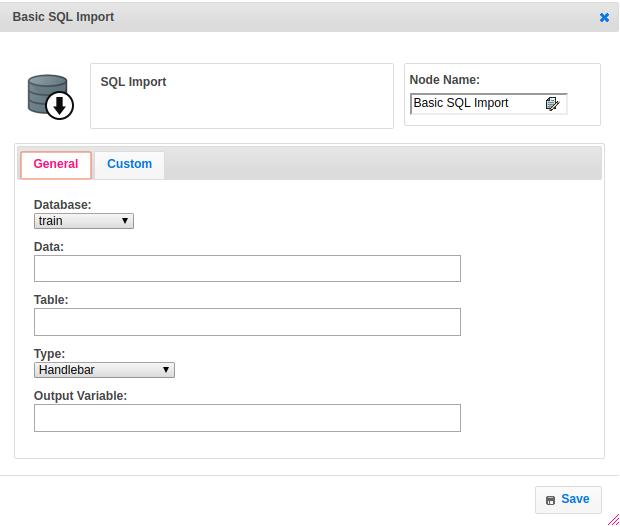 Basic SQL Import
SQL Import
Node Name:
Basic SQL Import
General
Custom
Database:
train
Data:
Table:
Type:
Handlebar
Output Variable:
Save